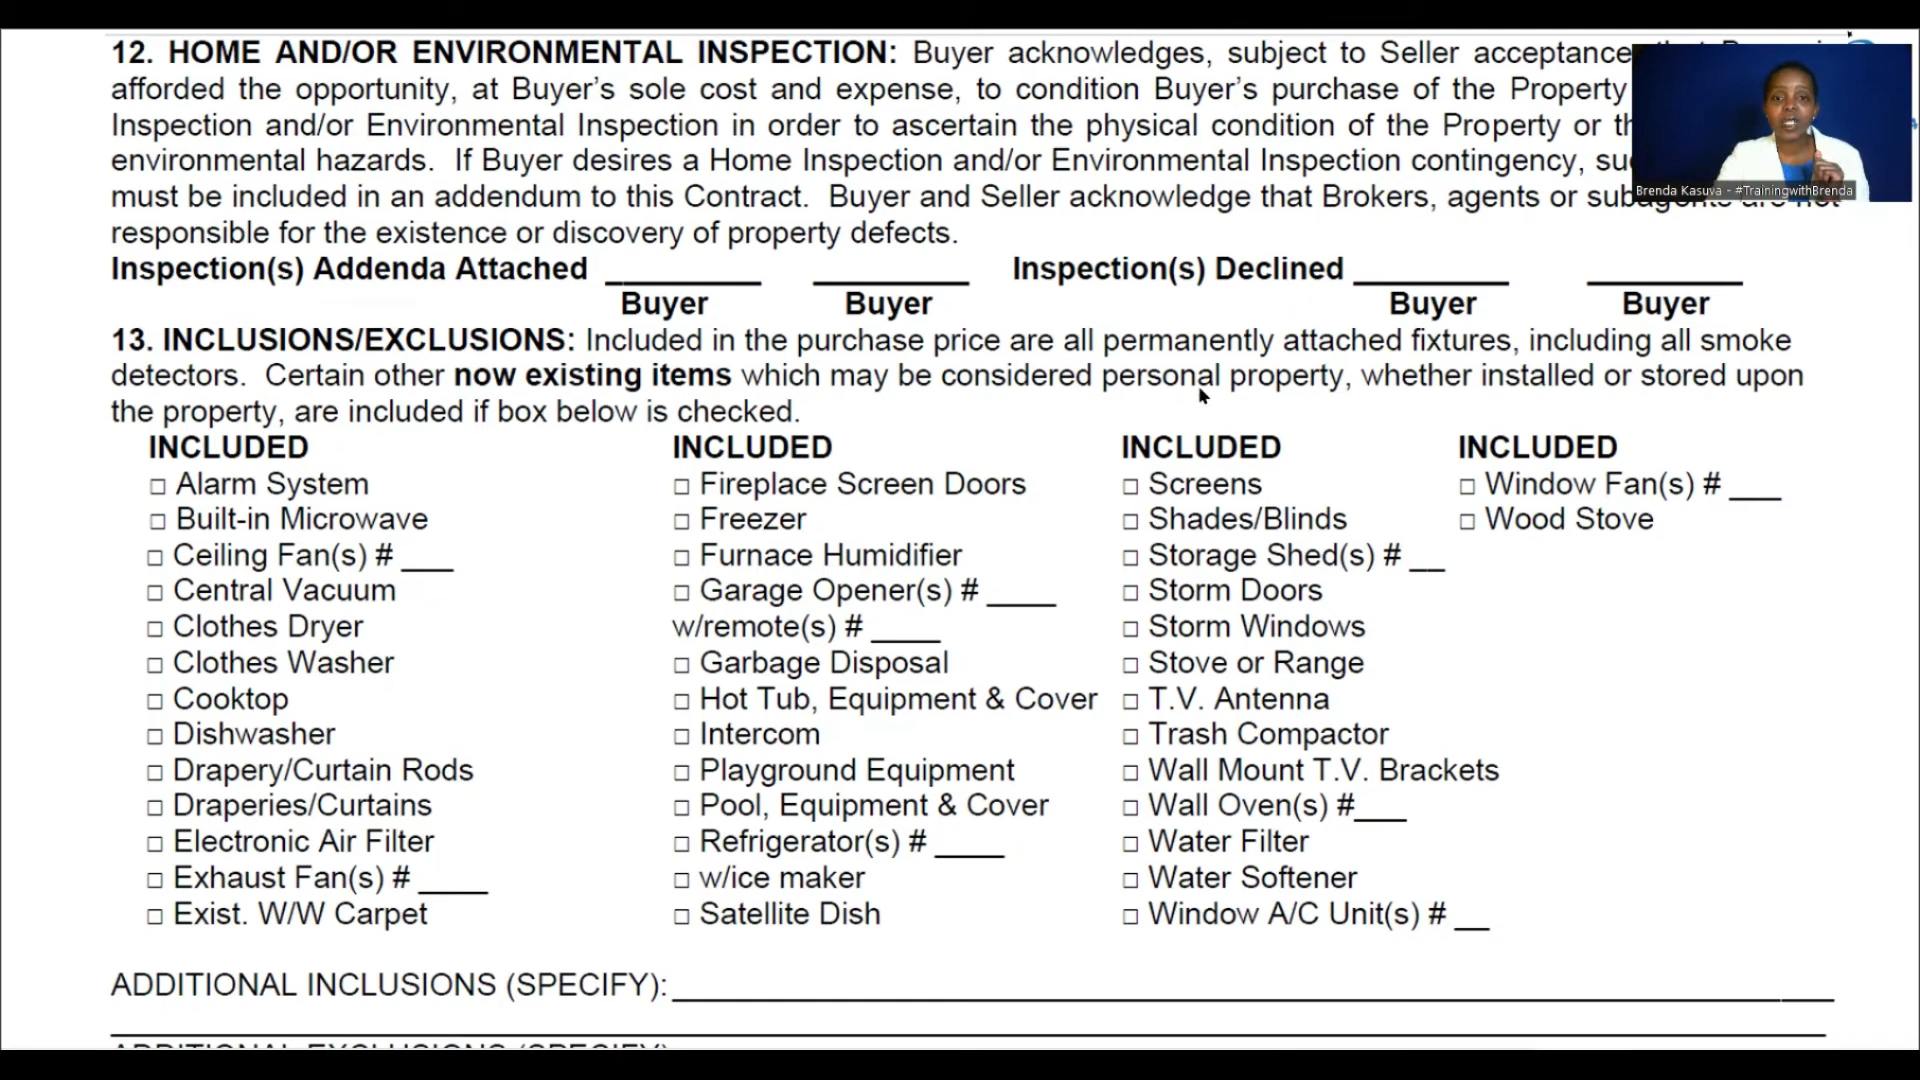 12. HOME AND/OR ENVIRONMENTAL INSPECTION: Buyer acknowledges, subject to Seller acceptance
afforded the opportunity, at Buyer's sole cost and expense, to condition Buyer's purchase of the Property
Inspection and/or Environmental Inspection in order to ascertain the physical condition of the Property or
environmental hazards. If Buyer desires a Home Inspection and/or Environmental Inspection contingency,
must be included in an addendum to this Contract. Buyer and Seller acknowledge that Brokers, agents or subagents are not
responsible for the existence or discovery of property defects.
Inspection(s) Addenda Attached _________ _________ Inspection(s) Declined _________ _________
Buyer Buyer Buyer Buyer
13. INCLUSIONS/EXCLUSIONS: Included in the purchase price are all permanently attached fixtures, including all smoke
detectors. Certain other now existing items which may be considered personal property, whether installed or stored upon
the property, are included if box below is checked.
INCLUDED
□ Alarm System
□ Built-in Microwave
□ Ceiling Fan(s) # ___
□ Central Vacuum
□ Clothes Dryer
□ Clothes Washer
□ Cooktop
□ Dishwasher
□ Drapery/Curtain Rods
□ Draperies/Curtains
□ Electronic Air Filter
□ Exhaust Fan(s) # ____
□ Exist. W/W Carpet
INCLUDED
□ Fireplace Screen Doors
□ Freezer
□ Furnace Humidifier
□ Garage Opener(s) # ____
w/remote(s) # ____
□ Garbage Disposal
□ Hot Tub, Equipment & Cover
□ Intercom
□ Playground Equipment
□ Pool, Equipment & Cover
□ Refrigerator(s) # ____
□ w/ice maker
□ Satellite Dish
INCLUDED
□ Screens
□ Shades/Blinds
□ Storage Shed(s) # __
□ Storm Doors
□ Storm Windows
□ Stove or Range
□ T.V. Antenna
□ Trash Compactor
□ Wall Mount T.V. Brackets
□ Wall Oven(s) #___
□ Water Filter
□ Water Softener
□ Window A/C Unit(s) # __
INCLUDED
□ Window Fan(s) # ___
□ Wood Stove
ADDITIONAL INCLUSIONS (SPECIFY): ____________________
ADDITIONAL EXCLUSIONS (SPECIFY)
Brenda Kasuva - #TrainingwithBrenda